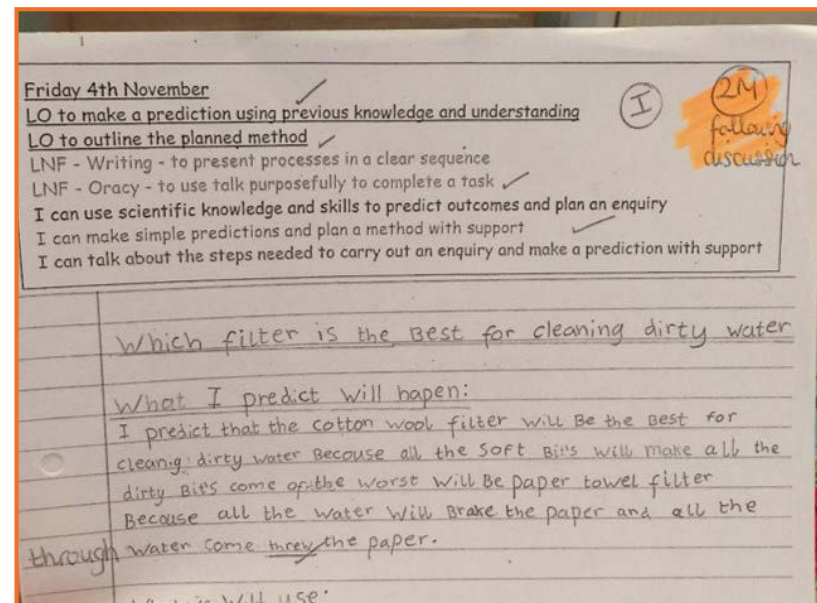 Friday 4th November
LO to make a prediction using previous knowledge and understanding
LO to outline the planned method
LNF - Writing - to present processes in a clear sequence
LNF - Oracy - to use talk purposefully to complete a task
I can use scientific knowledge and skills to predict outcomes and plan an enquiry
I can make simple predictions and plan a method with support
I can talk about the steps needed to carry out an enquiry and make a prediction with support
I
2M
following
discussion
Which filter is the Best for cleaning dirty water
What I predict will hapen:
I predict that the cotton wool filter will Be the Best for
cleanig dirty water Becouse all the Soft Bit's will make all the
dirty Bit's come of. the worst will Be paper towel filter
Because all the water will Brake the paper and all the
through water come threw the paper.
will use: